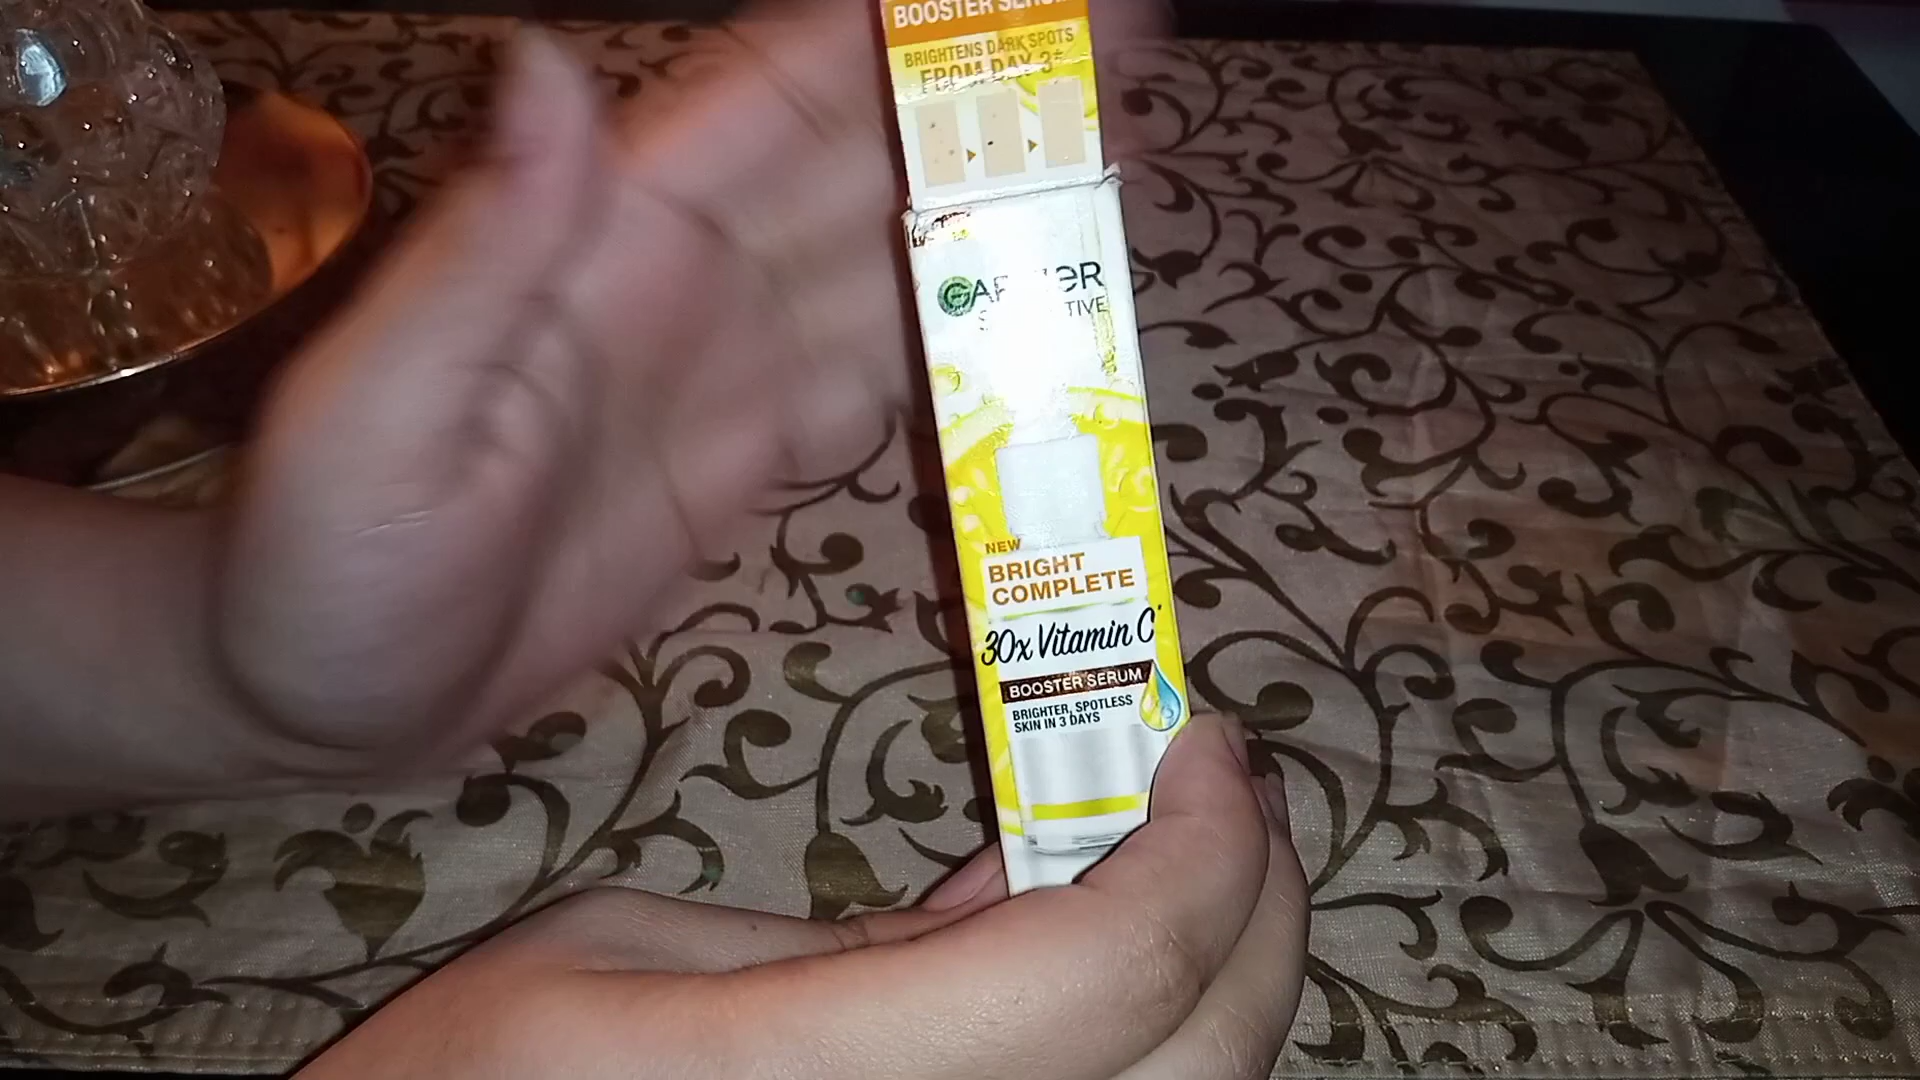 BOOSTER SERUM
BRIGHTENS DARK SPOTS
FROM DAY 3‡
NEW
BRIGHT
COMPLETE
30x Vitamin C*
BOOSTER SERUM
BRIGHTER, SPOTLESS
SKIN IN 3 DAYS